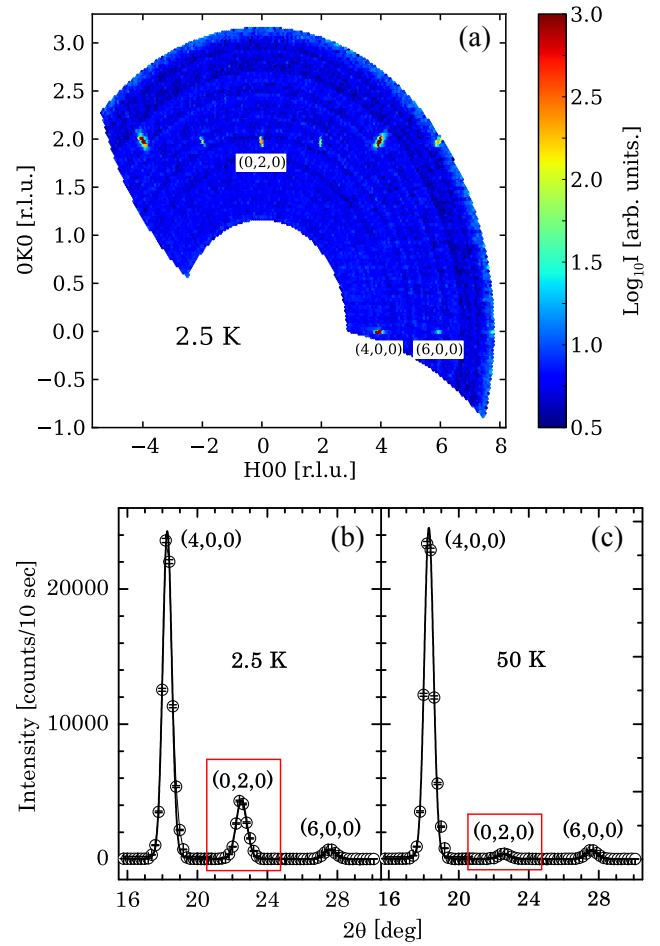 (a)
3.0
2.5
2.0
1.5
1.0
0.5
0.0
−0.5
−1.0
0K0 [r.l.u.]
(0,2,0)
2.5 K
(4,0,0)
(6,0,0)
−4 −2 0 2 4 6 8
H00 [r.l.u.]
3.0
2.5
2.0
1.5
1.0
0.5
Log₁₀I [arb. units.]
(b)
(4,0,0)
2.5 K
(0,2,0)
(6,0,0)
20000
10000
0
Intensity [counts/10 sec]
16 20 24 28
(c)
(4,0,0)
50 K
(0,2,0)
(6,0,0)
16 20 24 28
2θ [deg]